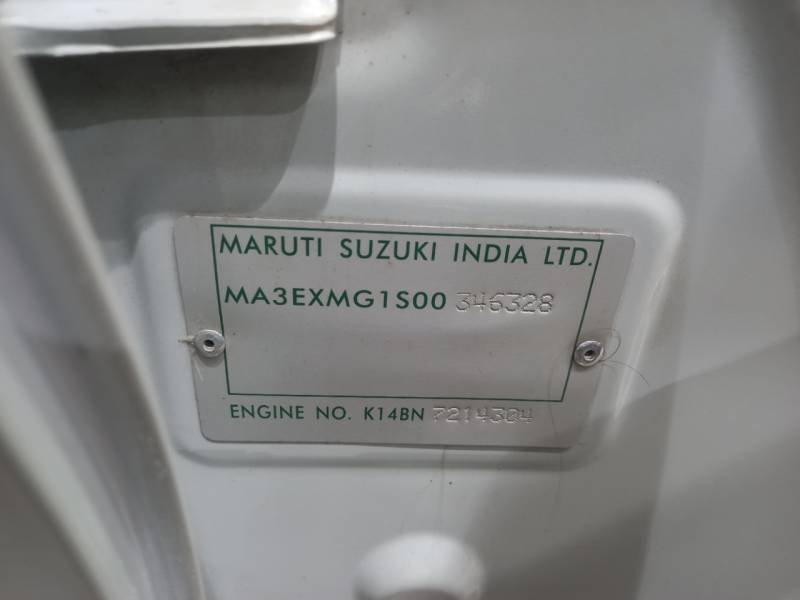 MARUTI SUZUKI INDIA LTD.
MA3EXMG1S00 346328
ENGINE NO. K14BN 7214304